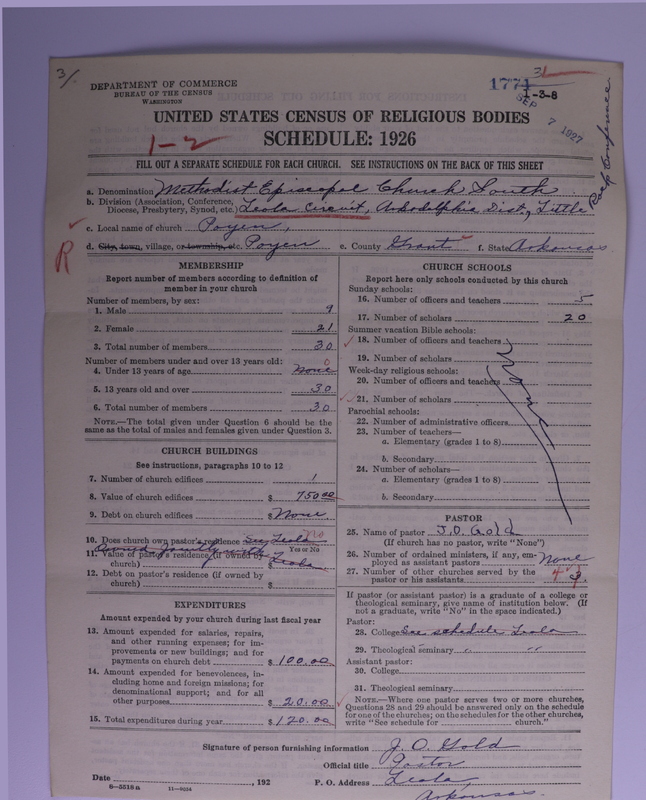 3/.
1771
31
1-3-8
SEP 7 1927
DEPARTMENT OF COMMERCE
BUREAU OF THE CENSUS
WASHINGTON
UNITED STATES CENSUS OF RELIGIOUS BODIES
1-2
SCHEDULE: 1926
FILL OUT A SEPARATE SCHEDULE FOR EACH CHURCH. SEE INSTRUCTIONS ON THE BACK OF THIS SHEET
a. Denomination Methodist Episcopal Church South
b. Division (Association, Conference,
Diocese, Presbytery, Synod, etc.) Leola Circuit, Arkadelphia Dist., Little Rock Conference
c. Local name of church Poyen,
R
d. City, town, village, or township, etc. Poyen e. County Grant f. State Arkansas
MEMBERSHIP
Report number of members according to definition of
member in your church
Number of members, by sex:
1. Male 9
2. Female 21
3. Total number of members 30
Number of members under and over 13 years old:
4. Under 13 years of age None 0
5. 13 years old and over 30
6. Total number of members 30
NOTE.—The total given under Question 6 should be
same as the total of males and females given under Question 3.
CHURCH BUILDINGS
See instructions, paragraphs 10 to 12
7. Number of church edifices 1
8. Value of church edifices $ 750.00
9. Debt on church edifices $ None
10. Does church own pastor's residence See Leola no
Yes or No
Owned jointly with Leola
11. Value of pastor's residence (if owned by
church) $
12. Debt on pastor's residence (if owned by
church) $
EXPENDITURES
Amount expended by your church during last fiscal year
13. Amount expended for salaries, repairs,
and other running expenses; for im-
provements or new buildings; and for
payments on church debt $ 100.00
14. Amount expended for benevolences, in-
cluding home and foreign missions; for
denominational support; and for all
other purposes $ 20.00
15. Total expenditures during year $ 120.00
CHURCH SCHOOLS
Report here only schools conducted by this church
Sunday schools:
16. Number of officers and teachers 5
17. Number of scholars 20
Summer vacation Bible schools:
18. Number of officers and teachers
19. Number of scholars
Week-day religious schools:
20. Number of officers and teachers
21. Number of scholars
None
Parochial schools:
22. Number of administrative officers
23. Number of teachers—
a. Elementary (grades 1 to 8)
b. Secondary
24. Number of scholars—
a. Elementary (grades 1 to 8)
b. Secondary
PASTOR
25. Name of pastor J.O. Gold
(If church has no pastor, write "None")
26. Number of ordained ministers, if any, em-
ployed as assistant pastors None
27. Number of other churches served by the
pastor or his assistants 4
If pastor (or assistant pastor) is a graduate of a college or
theological seminary, give name of institution below. (If
not a graduate, write "No" in the space indicated.)
Pastor:
28. College See schedule Leola
29. Theological seminary " "
Assistant pastor:
30. College
31. Theological seminary
NOTE.—Where one pastor serves two or more churches,
Questions 28 and 29 should be answered only on the schedule
for one of the churches; on the schedules for the other churches,
write "See schedule for church."
Signature of person furnishing information J. O. Gold
Official title Pastor
Date , 192 P. O. Address Leola,
8-5518a 11-9034 Arkansas.